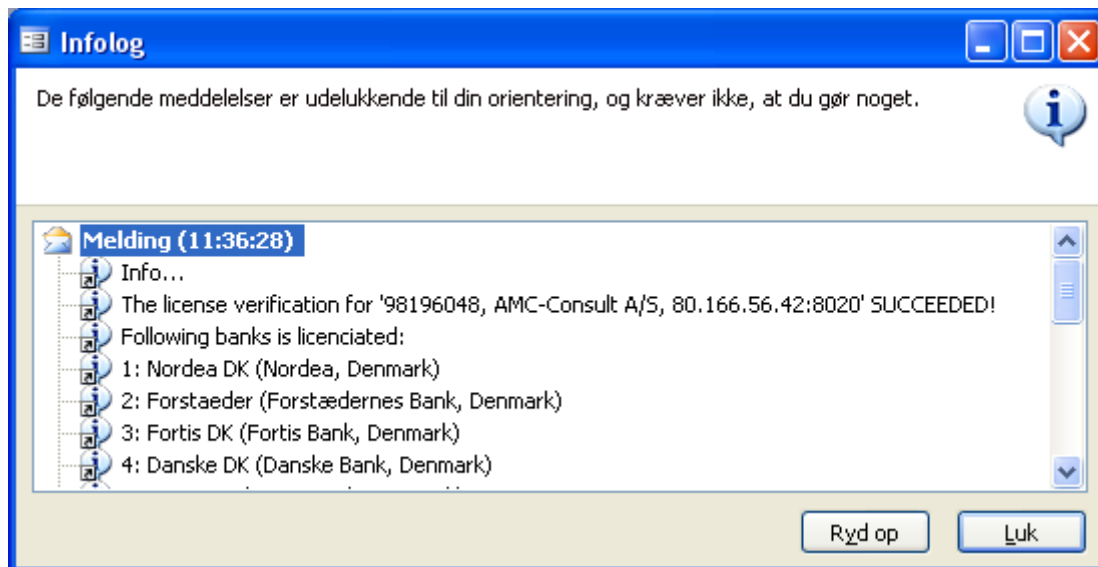 Infolog
De følgende meddelelser er udelukkende til din orientering, og kræver ikke, at du gør noget.
Melding (11:36:28)
Info...
The license verification for '98196048, AMC-Consult A/S, 80.166.56.42:8020' SUCCEEDED!
Following banks is licenciated:
1: Nordea DK (Nordea, Denmark)
2: Forstaeder (Forstædernes Bank, Denmark)
3: Fortis DK (Fortis Bank, Denmark)
4: Danske DK (Danske Bank, Denmark)
Ryd op
Luk